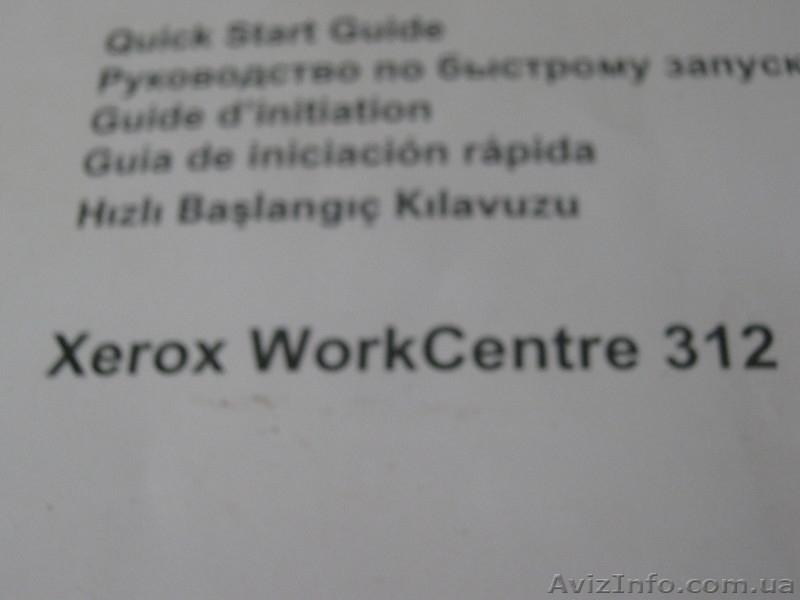 Quick Start Guide
Руководство по быстрому запуск
Guide d'initiation
Guia de iniciación rápida
Hızlı Başlangıç Kılavuzu
Xerox WorkCentre 312
AvizInfo.com.ua